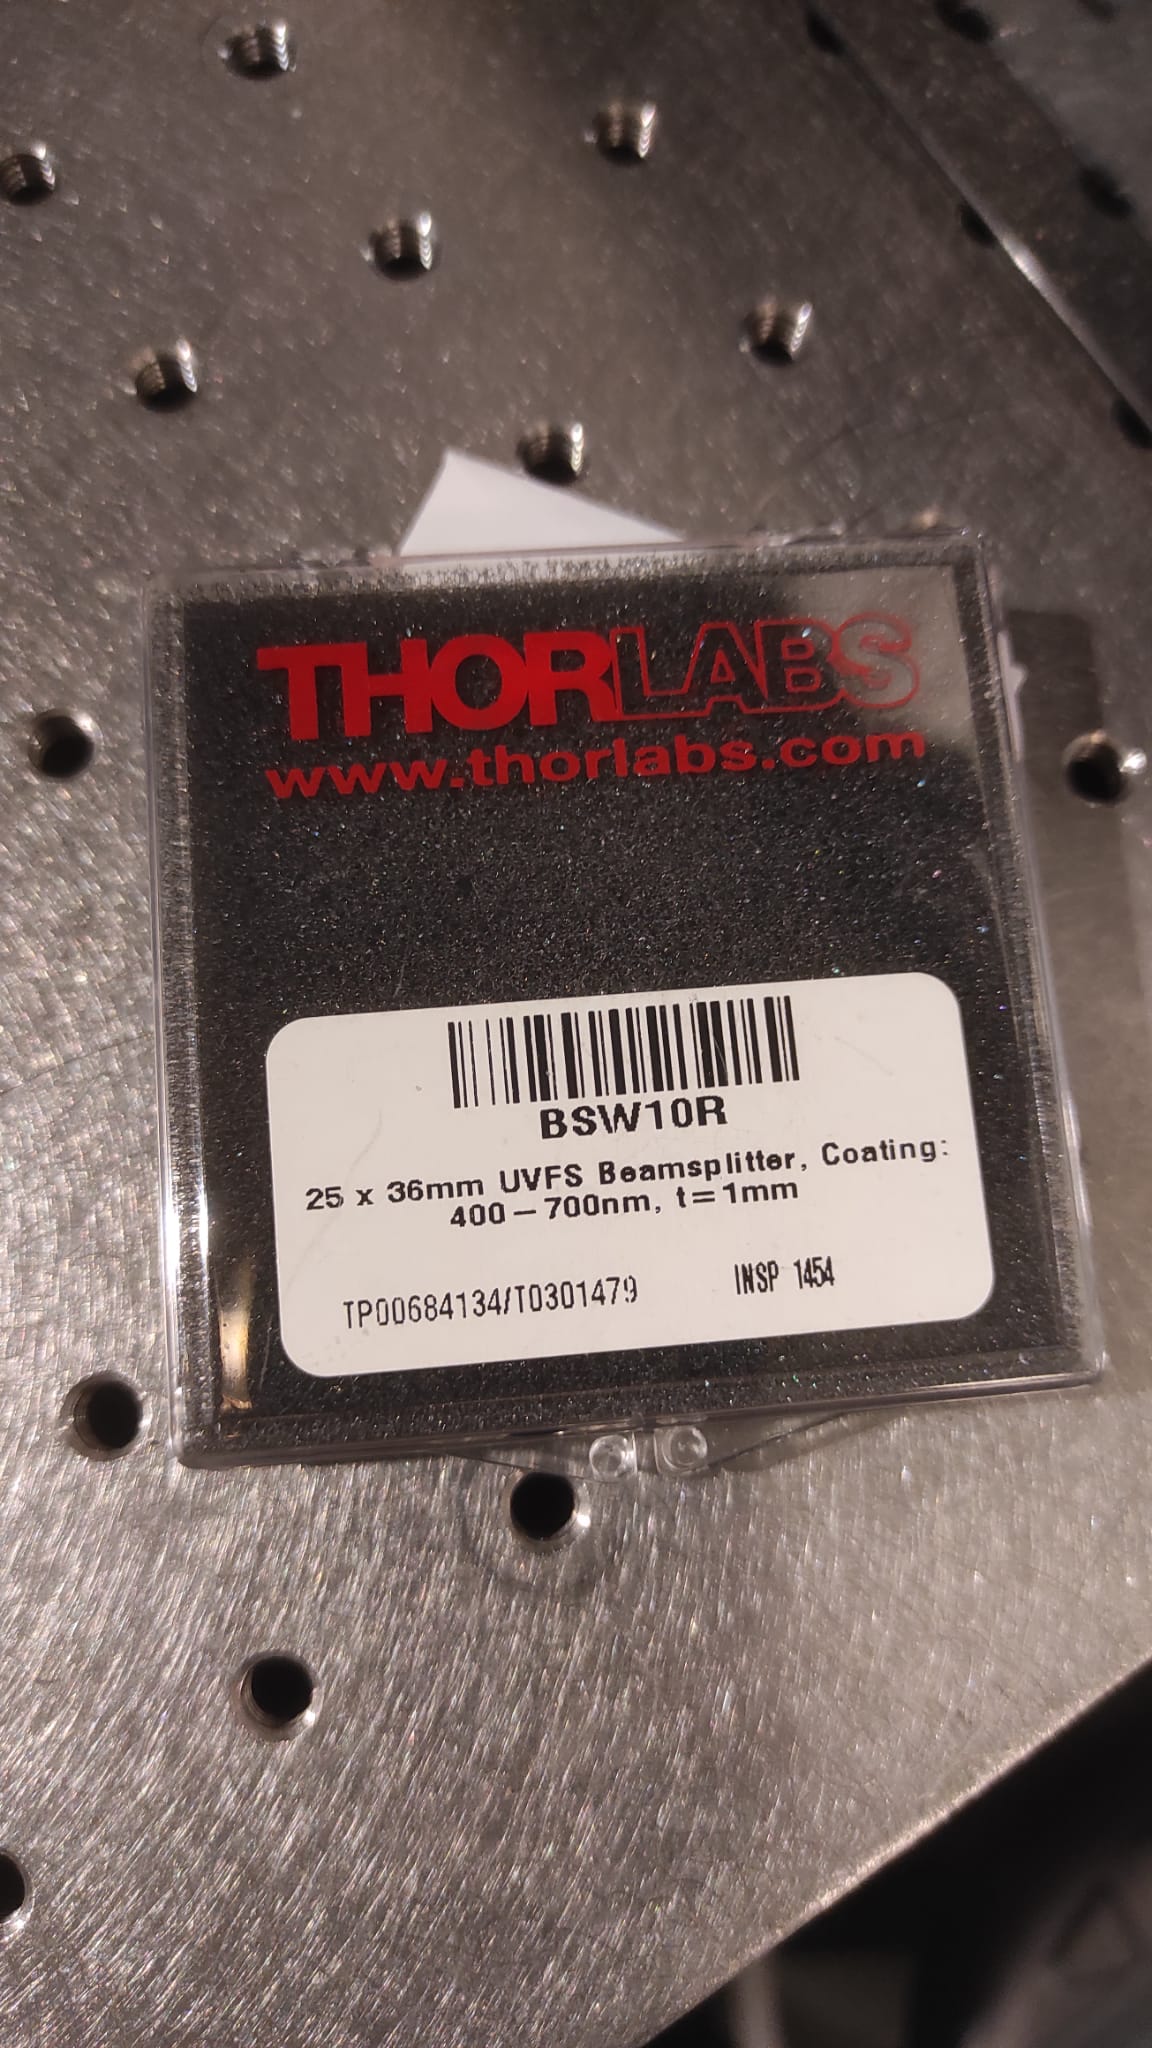 THORLABS
www.thorlabs.com
BSW10R
25 x 36mm UVFS Beamsplitter, Coating:
400-700nm, t=1mm
TP00684134/T0301479 INSP 1454